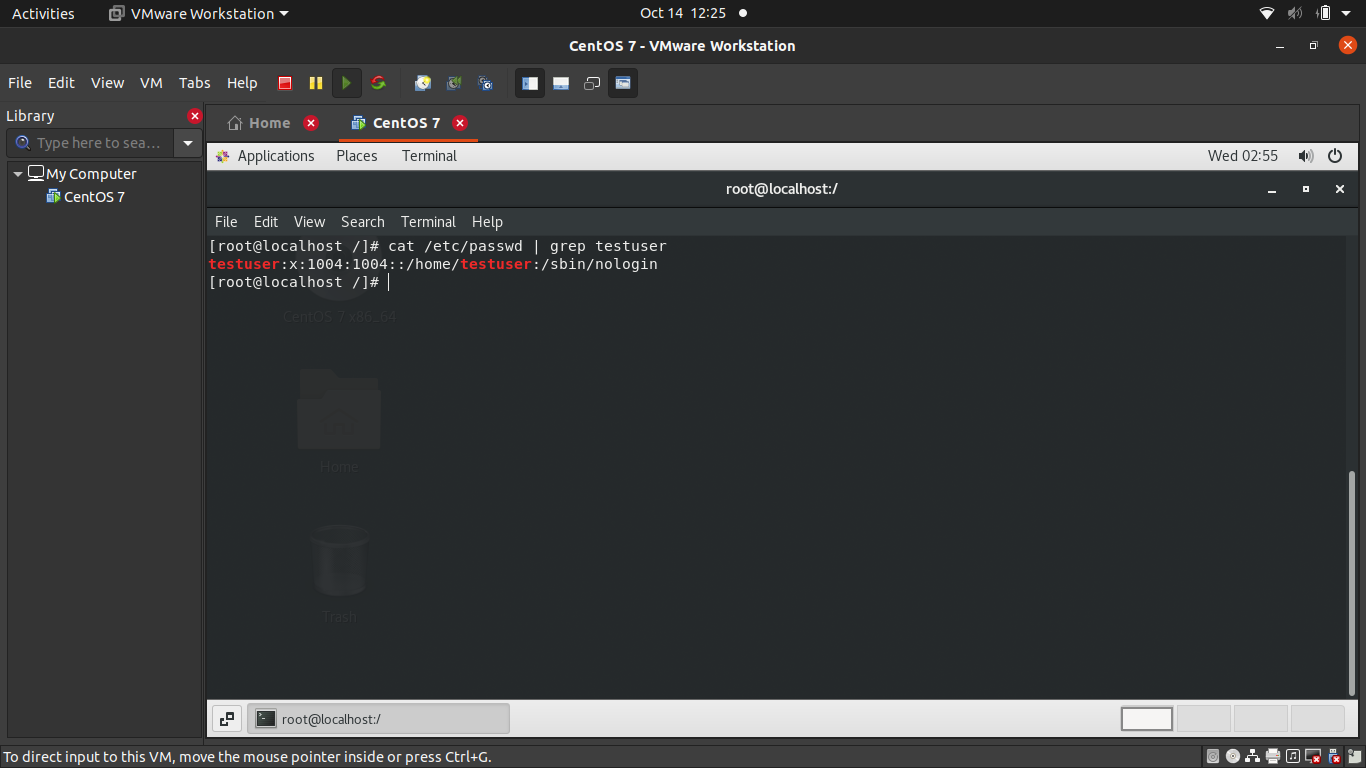 Activities VMware Workstation Oct 14 12:25
CentOS 7 - VMware Workstation
File Edit View VM Tabs Help
Library
Type here to sea…
My Computer
CentOS 7
Home CentOS 7
Applications Places Terminal Wed 02:55
root@localhost:/
File Edit View Search Terminal Help
[root@localhost /]# cat /etc/passwd | grep testuser
testuser:x:1004:1004::/home/testuser:/sbin/nologin
[root@localhost /]#
CentOS 7 x86_64
Home
Trash
root@localhost:/
To direct input to this VM, move the mouse pointer inside or press Ctrl+G.